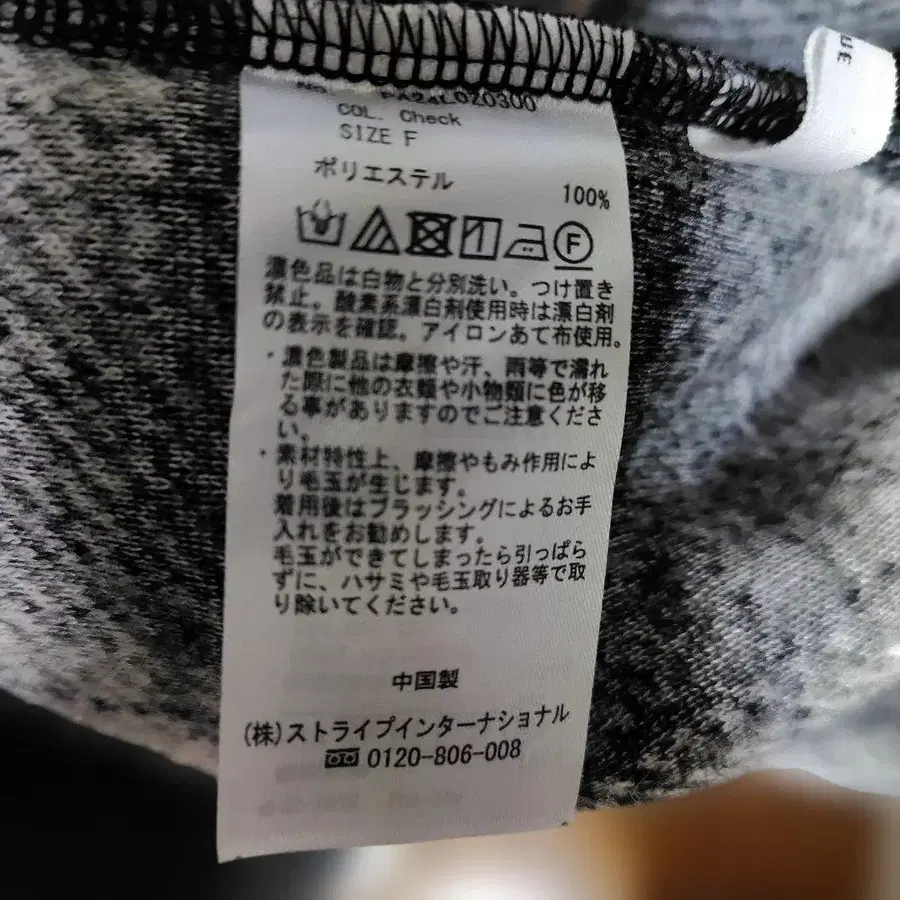 COL. Check
SIZE F
ポリエステル 100%
F
濃色品は白物と分別洗い。つけ置き
禁止。酸素系漂白剤使用時は漂白剤
の表示を確認。アイロンあて布使用。
・濃色製品は摩擦や汗、雨等で濡れ
た際に他の衣類や小物類に色が移
る事がありますのでご注意くださ
い。
・素材特性上、摩擦やもみ作用によ
り毛玉が生じます。
着用後はブラッシングによるお手
入れをお勧めします。
毛玉ができてしまったら引っぱら
ずに、ハサミや毛玉取り器等で取
り除いてください。
中国製
(株)ストライプインターナショナル
0120-806-008